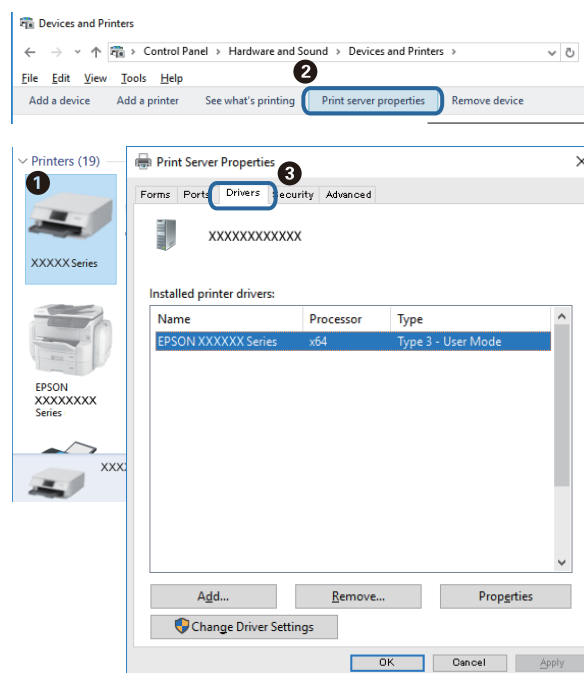 Devices and Printers
Control Panel > Hardware and Sound > Devices and Printers >
2
File Edit View Tools Help
Add a device Add a printer See what's printing Print server properties Remove device
Printers (19)
1
XXXXX Series
EPSON
XXXXXXXX
Series
XXX
Print Server Properties
3
Forms Ports Drivers Security Advanced
XXXXXXXXXXXX
Installed printer drivers:
Name Processor Type
EPSON XXXXXX Series x64 Type 3 - User Mode
Add... Remove... Properties
Change Driver Settings
OK Cancel Apply